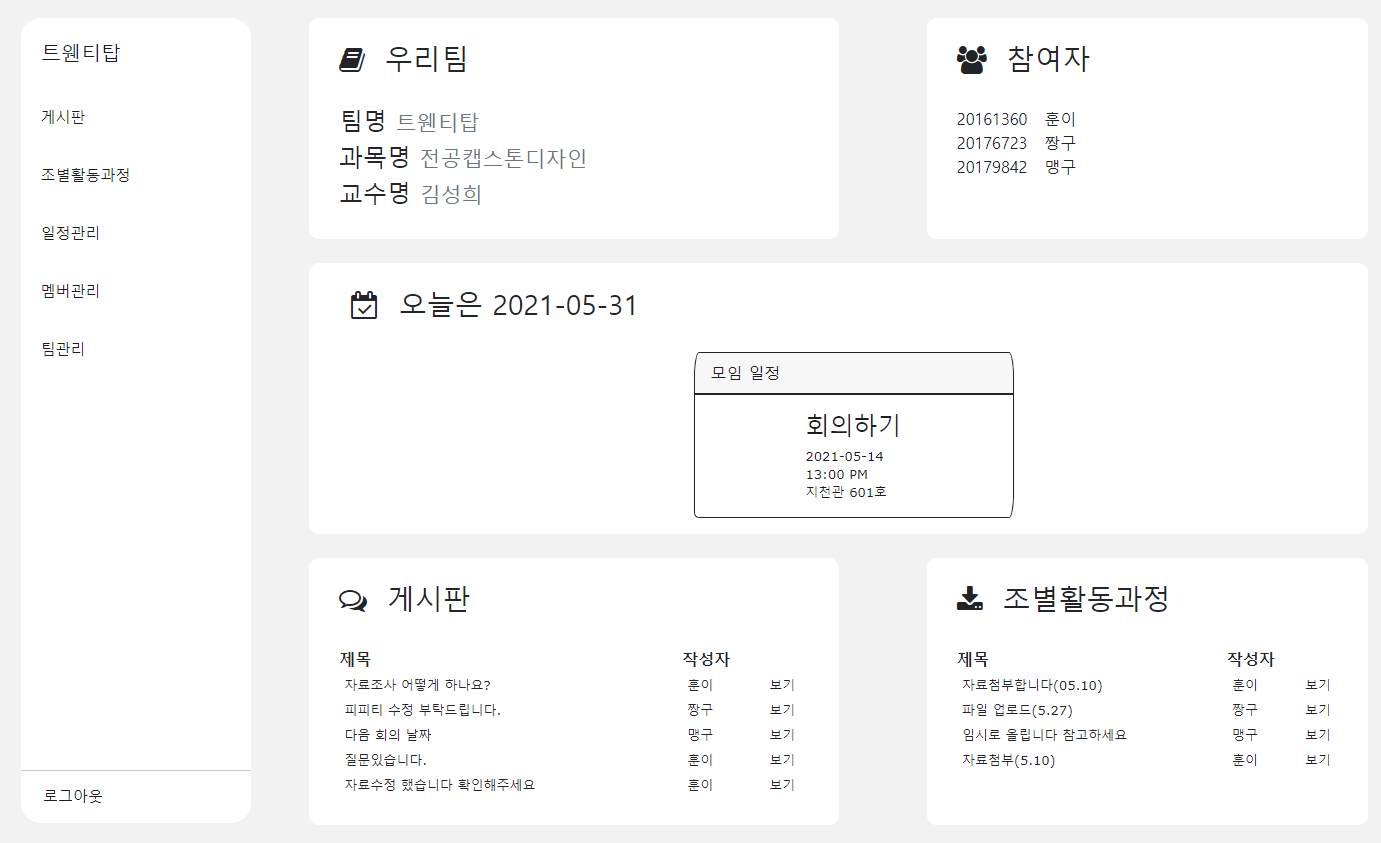 트웬티탑
게시판
조별활동과정
일정관리
멤버관리
팀관리
로그아웃
우리팀
팀명 트웬티탑
과목명 전공캡스톤디자인
교수명 김성희
참여자
20161360 훈이
20176723 짱구
20179842 맹구
오늘은 2021-05-31
모임 일정
회의하기
2021-05-14
13:00 PM
지천관 601호
게시판
제목 작성자
자료조사 어떻게 하나요? 훈이 보기
피피티 수정 부탁드립니다. 짱구 보기
다음 회의 날짜 맹구 보기
질문있습니다. 훈이 보기
자료수정 했습니다 확인해주세요 훈이 보기
조별활동과정
제목 작성자
자료첨부합니다(05.10) 훈이 보기
파일 업로드(5.27) 짱구 보기
임시로 올립니다 참고하세요 맹구 보기
자료첨부(5.10) 훈이 보기